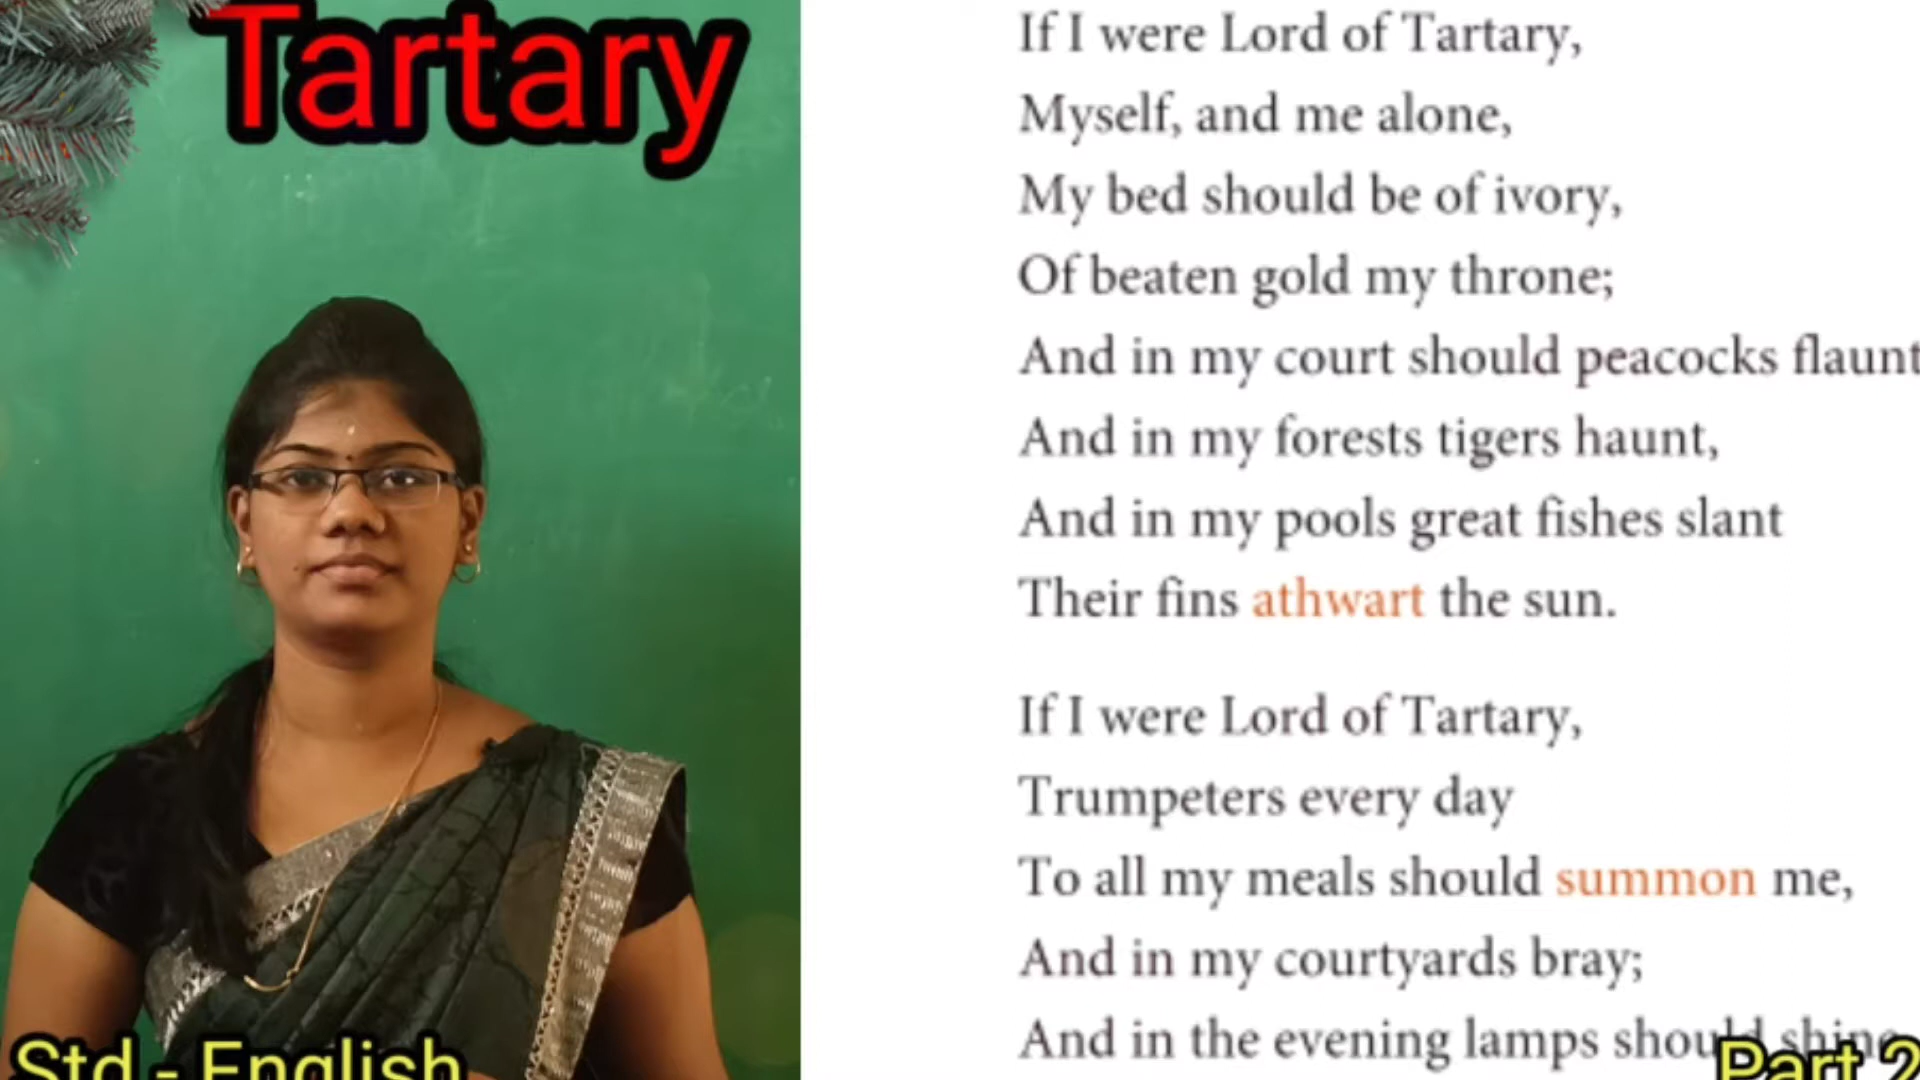 Tartary
If I were Lord of Tartary,
Myself, and me alone,
My bed should be of ivory,
Of beaten gold my throne;
And in my court should peacocks flaunt
And in my forests tigers haunt,
And in my pools great fishes slant
Their fins athwart the sun.
If I were Lord of Tartary,
Trumpeters every day
To all my meals should summon me,
And in my courtyards bray;
And in the evening lamps should shine
Std - English
Part 2